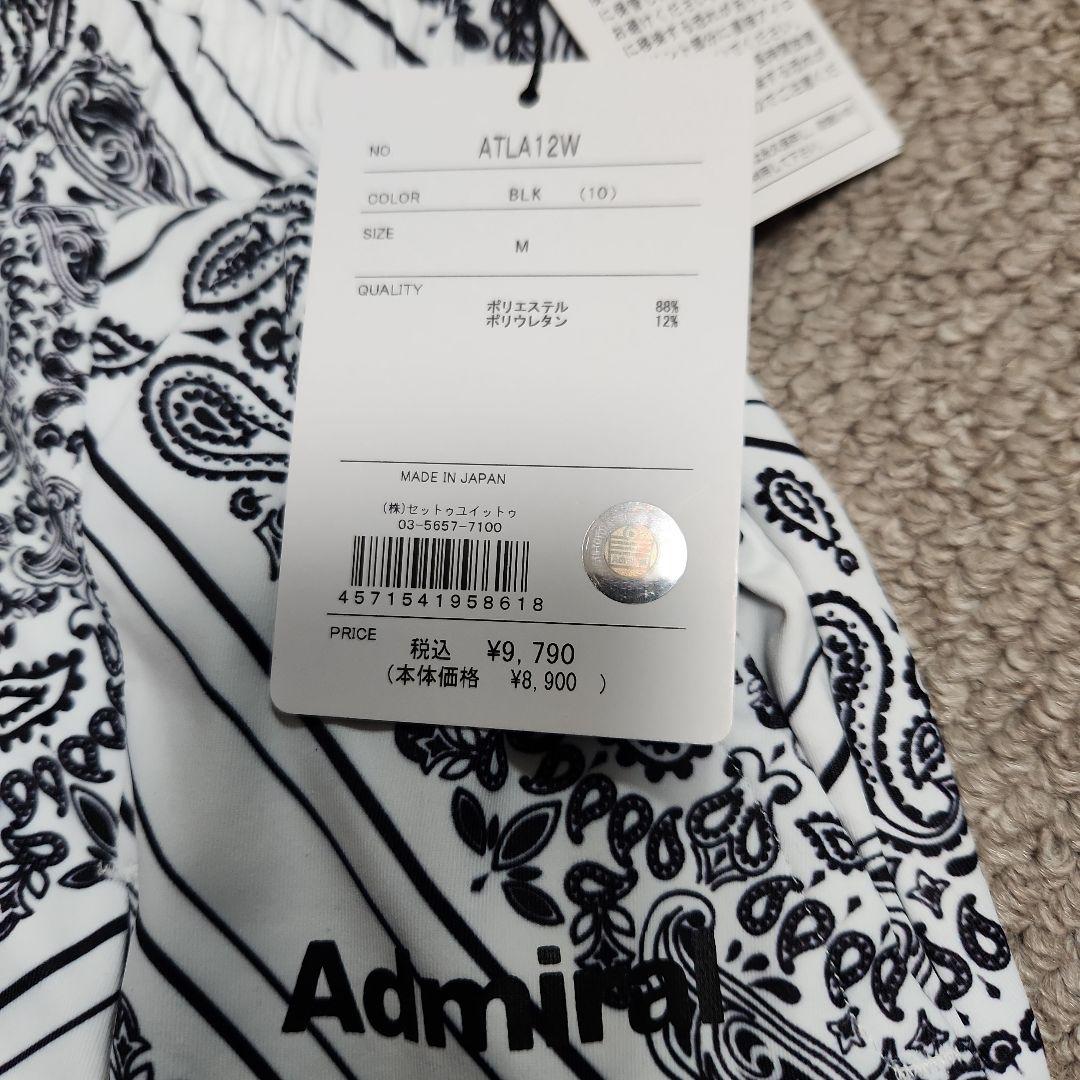 NO ATLA12W
COLOR BLK (10)
SIZE M
QUALITY
ポリエステル 88%
ポリウレタン 12%
MADE IN JAPAN
(株)セットゥユイットゥ
03-5657-7100
4571541958618
PRICE 税込 ¥9,790
(本体価格 ¥8,900 )
Admiral